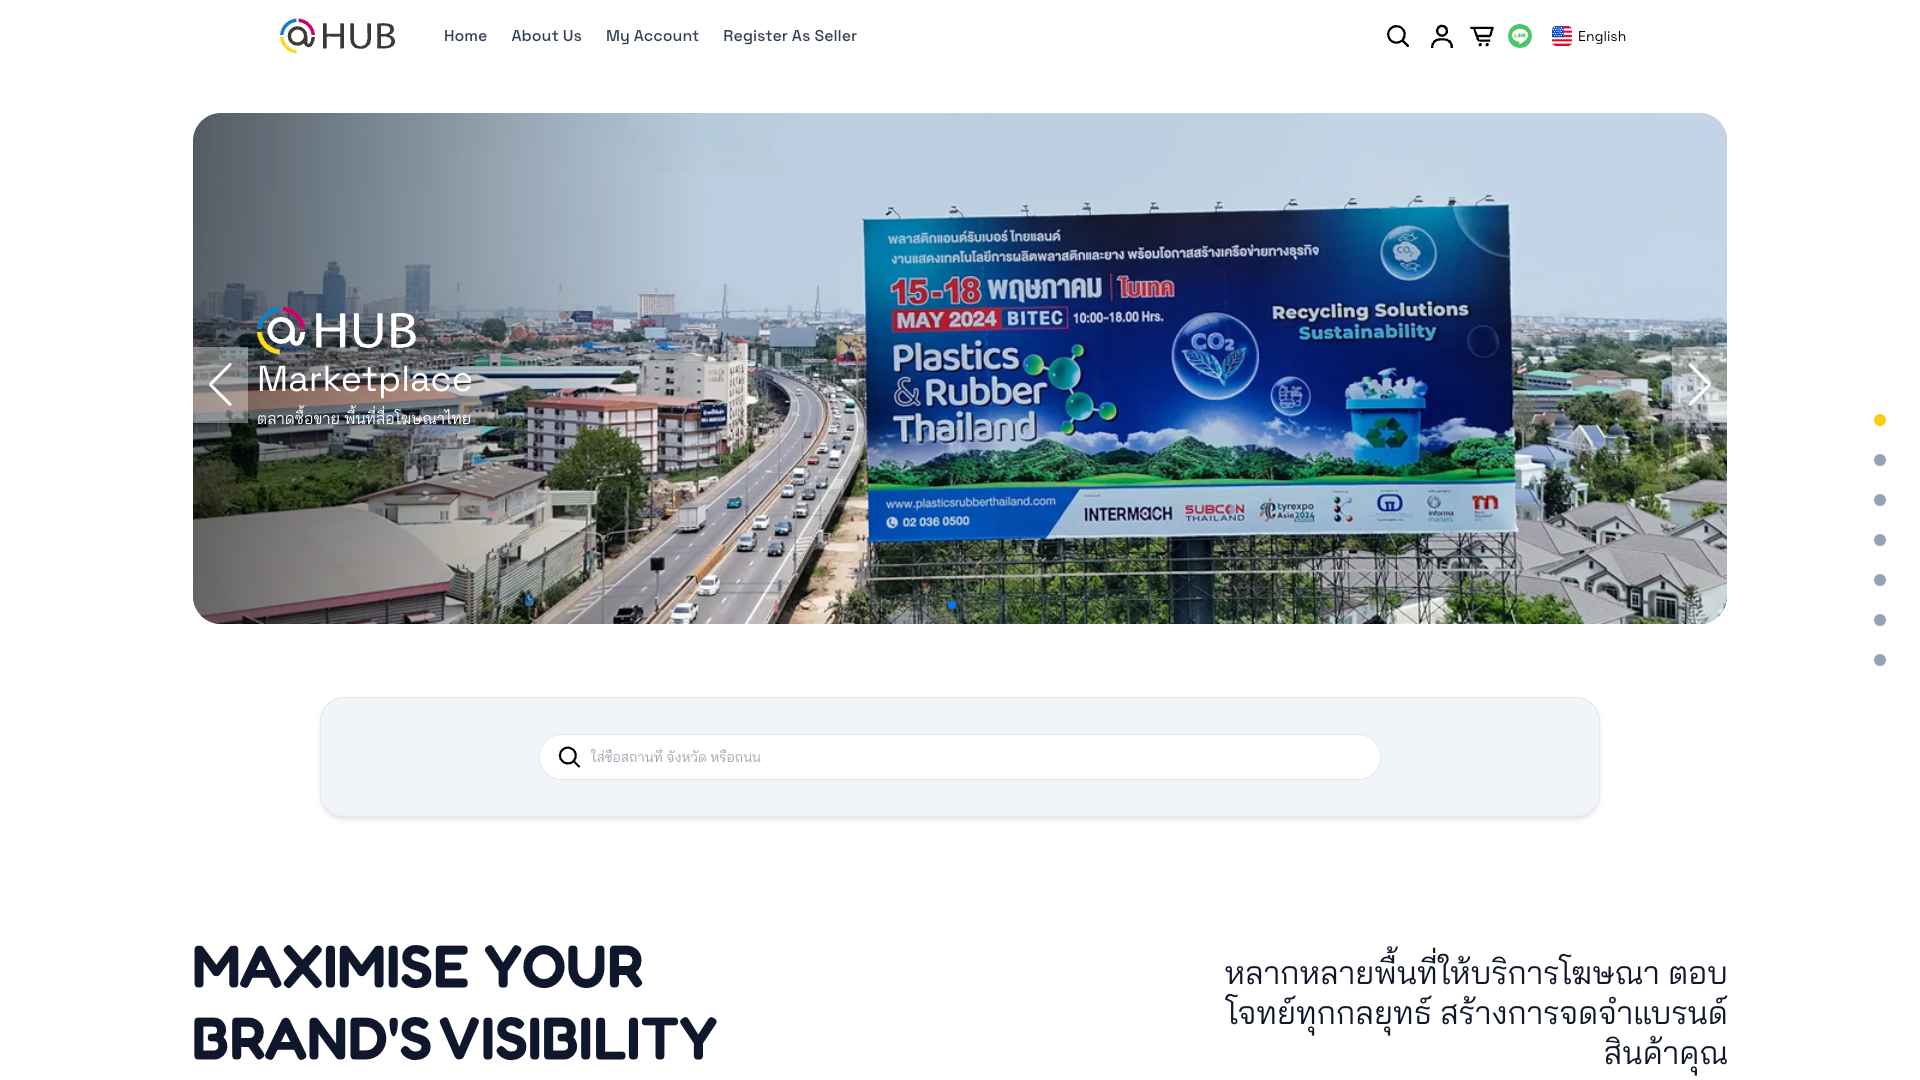 @HUB
Home
About Us
My Account
Register As Seller
LINE
English
พลาสติกแอนด์รับเบอร์ ไทยแลนด์
งานแสดงเทคโนโลยีการผลิตพลาสติกและยาง พร้อมโอกาสสร้างเครือข่ายทางธุรกิจ
15-18 พฤษภาคม | ไบเทค
MAY 2024 BITEC 10:00-18.00 Hrs.
CO₂
Recycling Solutions
Sustainability
CO₂
Plastics
& Rubber
Thailand
www.plasticsrubberthailand.com
02 036 0500
INTERMACH
SUBCON
THAILAND
tyrexpo
Asia 2024
informa
markets
@HUB
Marketplace
ตลาดซื้อขาย พื้นที่สื่อโฆษณาไทย
ใส่ชื่อสถานที่ จังหวัด หรือถนน
MAXIMISE YOUR
BRAND'S VISIBILITY
หลากหลายพื้นที่ให้บริการโฆษณา ตอบ
โจทย์ทุกกลยุทธ์ สร้างการจดจำแบรนด์
สินค้าคุณ